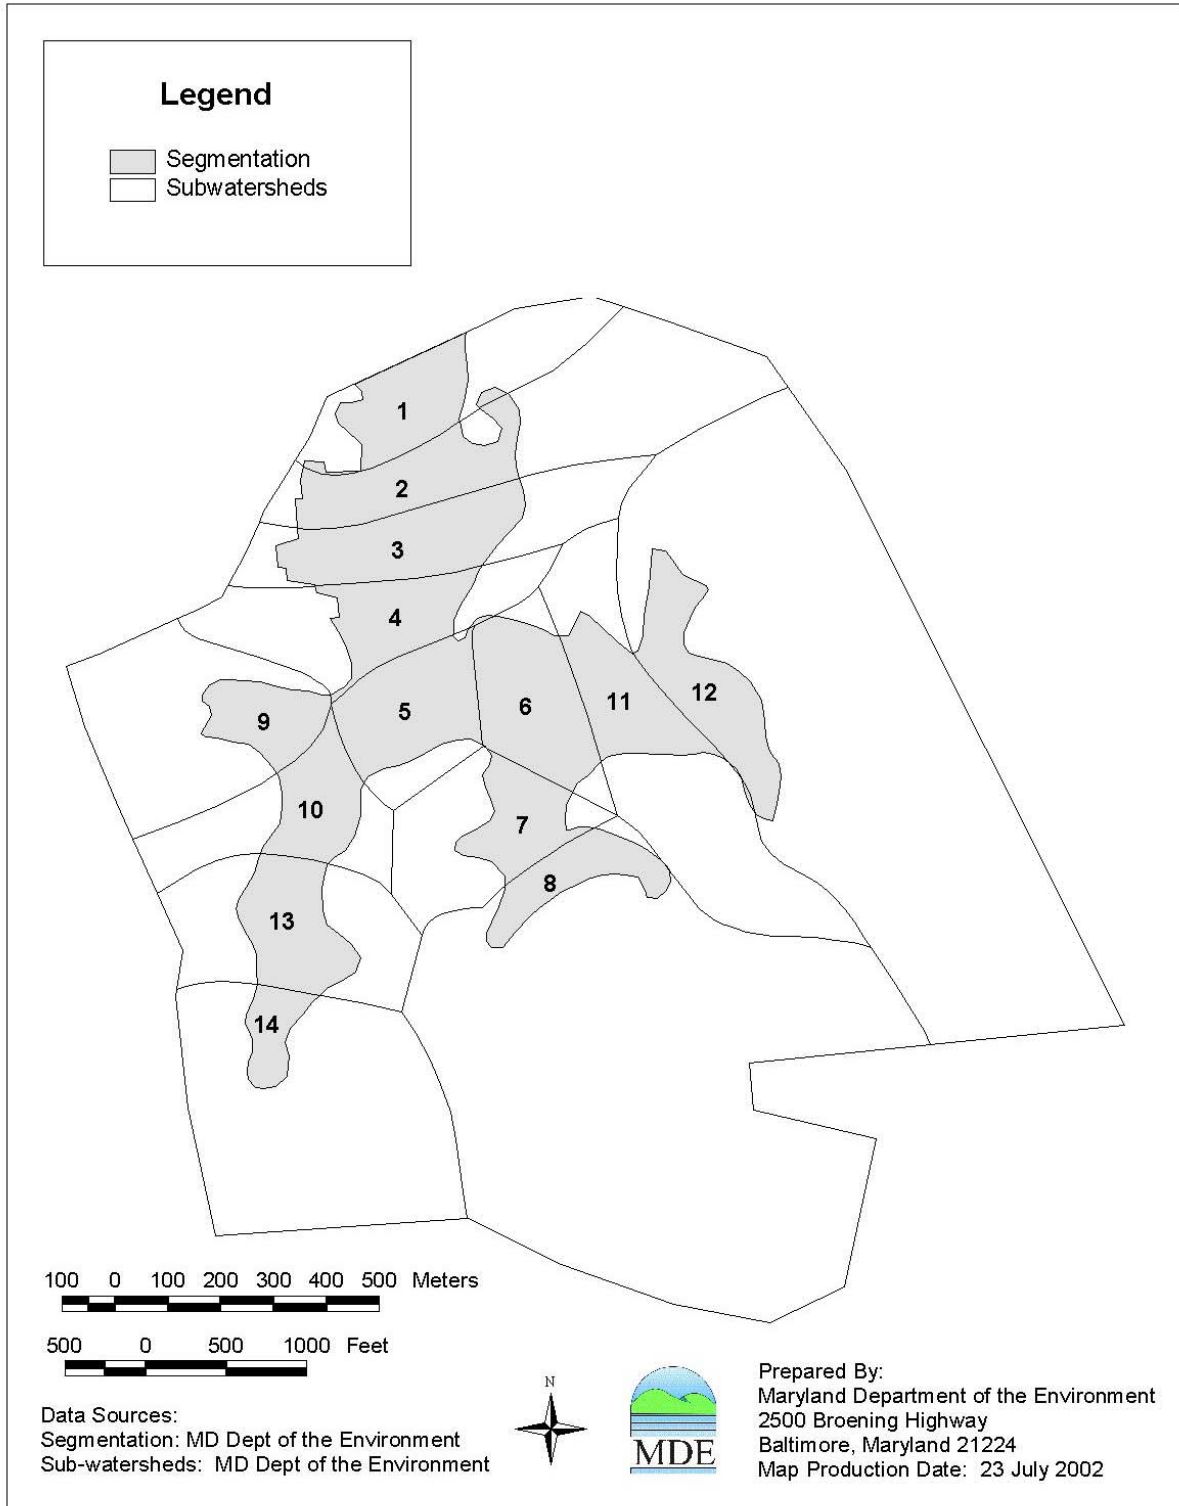 Legend
Segmentation
Subwatersheds
1
2
3
4
5
6
11
12
9
10
7
8
13
14
100 0 100 200 300 400 500 Meters
500 0 500 1000 Feet
Data Sources:
Segmentation: MD Dept of the Environment
Sub-watersheds: MD Dept of the Environment
N
MDE
Prepared By:
Maryland Department of the Environment
2500 Broening Highway
Baltimore, Maryland 21224
Map Production Date: 23 July 2002